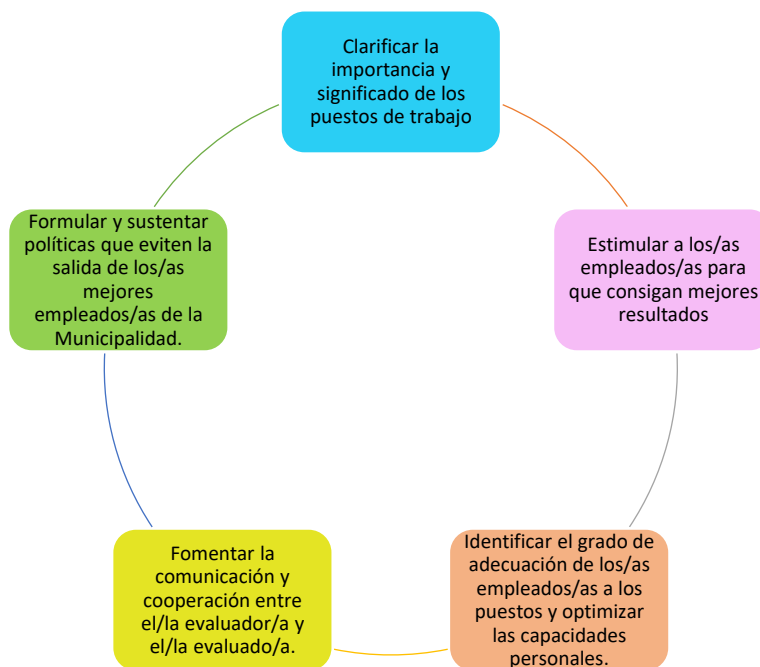 Clarificar la
importancia y
significado de los
puestos de trabajo
Estimular a los/as
empleados/as para
que consigan mejores
resultados
Identificar el grado de
adecuación de los/as
empleados/as a los
puestos y optimizar
las capacidades
personales.
Fomentar la
comunicación y
cooperación entre
el/la evaluador/a y
el/la evaluado/a.
Formular y sustentar
políticas que eviten la
salida de los/as
mejores
empleados/as de la
Municipalidad.